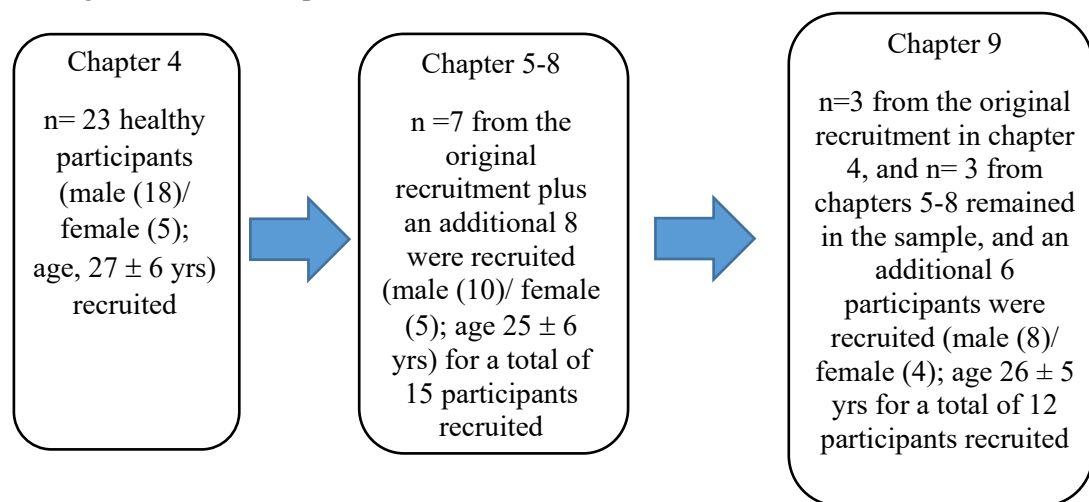 Chapter 4
n= 23 healthy
participants
(male (18)/
female (5);
age, 27 ± 6 yrs)
recruited
Chapter 5-8
n =7 from the
original
recruitment plus
an additional 8
were recruited
(male (10)/ female
(5); age 25 ± 6
yrs) for a total of
15 participants
recruited
Chapter 9
n=3 from the original
recruitment in chapter
4, and n= 3 from
chapters 5-8 remained
in the sample, and an
additional 6
participants were
recruited (male (8)/
female (4); age 26 ± 5
yrs for a total of 12
participants recruited